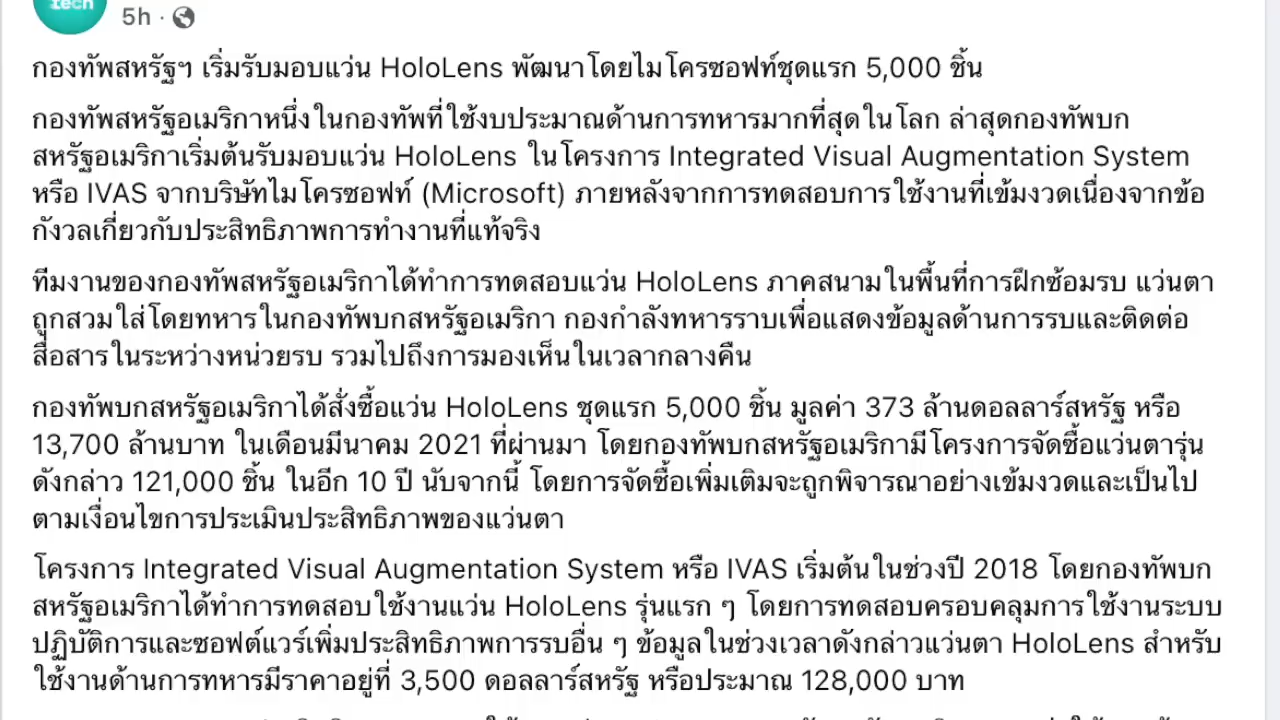 tech
5h ·
กองทัพสหรัฐฯ เริ่มรับมอบแว่น HoloLens พัฒนาโดยไมโครซอฟท์ชุดแรก 5,000 ชิ้น
กองทัพสหรัฐอเมริกาหนึ่งในกองทัพที่ใช้งบประมาณด้านการทหารมากที่สุดในโลก ล่าสุดกองทัพบก
สหรัฐอเมริกาเริ่มต้นรับมอบแว่น HoloLens ในโครงการ Integrated Visual Augmentation System
หรือ IVAS จากบริษัทไมโครซอฟท์ (Microsoft) ภายหลังจากการทดสอบการใช้งานที่เข้มงวดเนื่องจากข้อ
กังวลเกี่ยวกับประสิทธิภาพการทำงานที่แท้จริง
ทีมงานของกองทัพสหรัฐอเมริกาได้ทำการทดสอบแว่น HoloLens ภาคสนามในพื้นที่การฝึกซ้อมรบ แว่นตา
ถูกสวมใส่โดยทหารในกองทัพบกสหรัฐอเมริกา กองกำลังทหารราบเพื่อแสดงข้อมูลด้านการรบและติดต่อ
สื่อสารในระหว่างหน่วยรบ รวมไปถึงการมองเห็นในเวลากลางคืน
กองทัพบกสหรัฐอเมริกาได้สั่งซื้อแว่น HoloLens ชุดแรก 5,000 ชิ้น มูลค่า 373 ล้านดอลลาร์สหรัฐ หรือ
13,700 ล้านบาท ในเดือนมีนาคม 2021 ที่ผ่านมา โดยกองทัพบกสหรัฐอเมริกามีโครงการจัดซื้อแว่นตารุ่น
ดังกล่าว 121,000 ชิ้น ในอีก 10 ปี นับจากนี้ โดยการจัดซื้อเพิ่มเติมจะถูกพิจารณาอย่างเข้มงวดและเป็นไป
ตามเงื่อนไขการประเมินประสิทธิภาพของแว่นตา
โครงการ Integrated Visual Augmentation System หรือ IVAS เริ่มต้นในช่วงปี 2018 โดยกองทัพบก
สหรัฐอเมริกาได้ทำการทดสอบใช้งานแว่น HoloLens รุ่นแรก ๆ โดยการทดสอบครอบคลุมการใช้งานระบบ
ปฏิบัติการและซอฟต์แวร์เพิ่มประสิทธิภาพการรบอื่น ๆ ข้อมูลในช่วงเวลาดังกล่าวแว่นตา HoloLens สำหรับ
ใช้งานด้านการทหารมีราคาอยู่ที่ 3,500 ดอลลาร์สหรัฐ หรือประมาณ 128,000 บาท